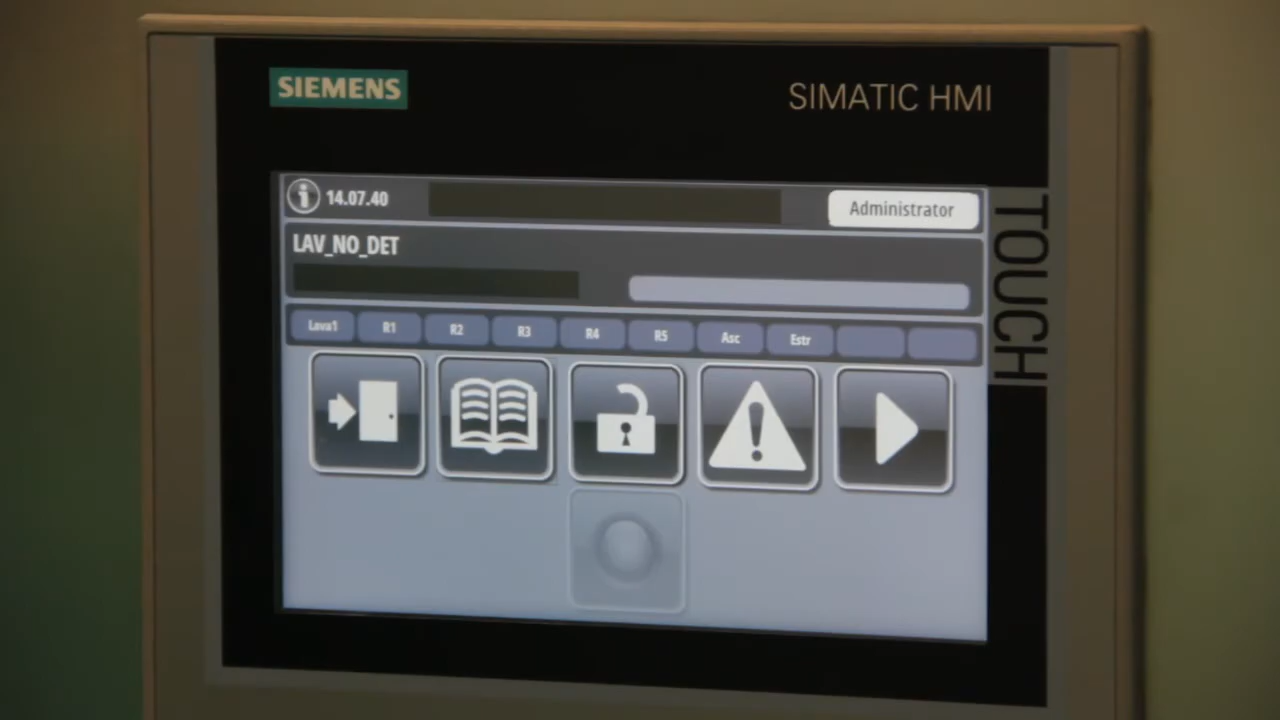 SIEMENS
SIMATIC HMI
14.07.40
Administrator
LAV_NO_DET
Lava1 R1 R2 R3 R4 R5 Asc Estr
TOUCH